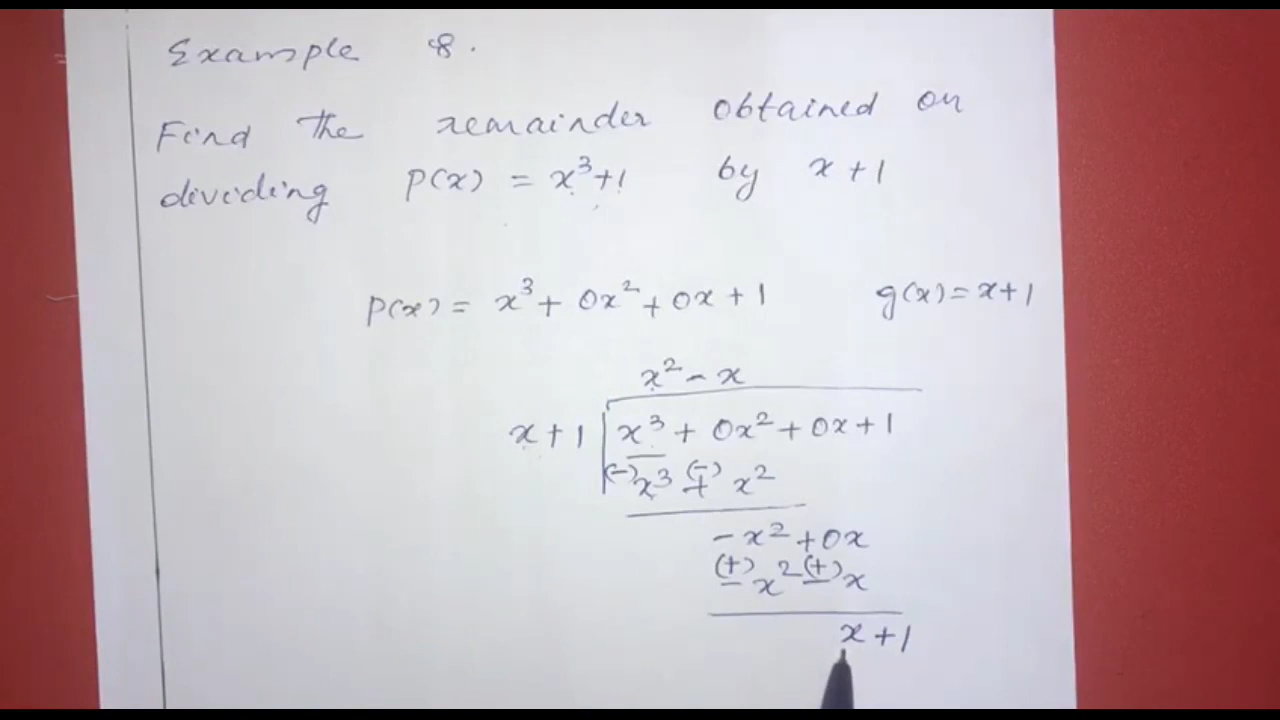 Example 8.
Find the remainder obtained on
dividing P(x) = x³+1 by x+1
P(x) = x³ + 0x² + 0x + 1 g(x) = x+1
x² - x
x+1 x³ + 0x² + 0x + 1
(-) x³ (-)+ x²
- x² + 0x
(+)- x² (+)- x
x+1